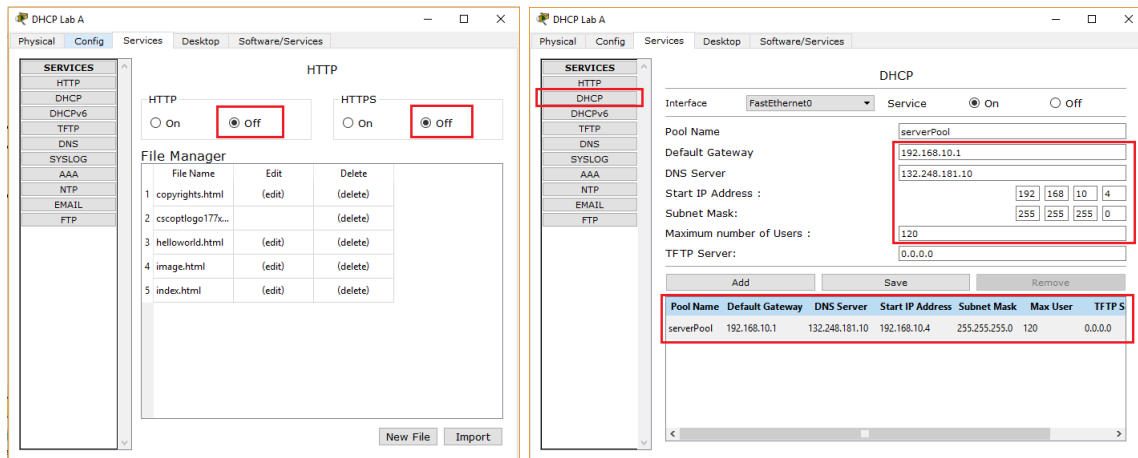 DHCP Lab A
Physical Config Services Desktop Software/Services
SERVICES
HTTP
DHCP
DHCPv6
TFTP
DNS
SYSLOG
AAA
NTP
EMAIL
FTP
HTTP
HTTP HTTPS
On Off On Off
File Manager
File Name Edit Delete
1 copyrights.html (edit) (delete)
2 cscoptlogo177x... (delete)
3 helloworld.html (edit) (delete)
4 image.html (edit) (delete)
5 index.html (edit) (delete)
New File Import
DHCP Lab A
Physical Config Services Desktop Software/Services
SERVICES
HTTP
DHCP
DHCPv6
TFTP
DNS
SYSLOG
AAA
NTP
EMAIL
FTP
DHCP
Interface FastEthernet0 Service On Off
Pool Name serverPool
Default Gateway 192.168.10.1
DNS Server 132.248.181.10
Start IP Address : 192 168 10 4
Subnet Mask: 255 255 255 0
Maximum number of Users : 120
TFTP Server: 0.0.0.0
Add Save Remove
Pool Name Default Gateway DNS Server Start IP Address Subnet Mask Max User TFTP S
serverPool 192.168.10.1 132.248.181.10 192.168.10.4 255.255.255.0 120 0.0.0.0